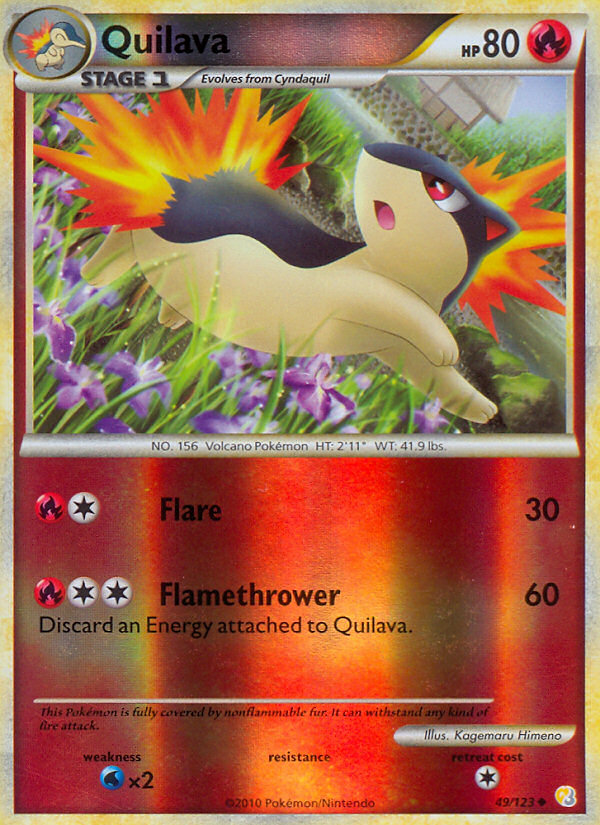 Quilava
HP 80
STAGE 1
Evolves from Cyndaquil
NO. 156 Volcano Pokémon HT: 2'11" WT: 41.9 lbs.
Flare 30
Flamethrower 60
Discard an Energy attached to Quilava.
This Pokémon is fully covered by nonflammable fur. It can withstand any kind of
fire attack.
Illus. Kagemaru Himeno
weakness resistance retreat cost
×2
©2010 Pokémon/Nintendo 49/123